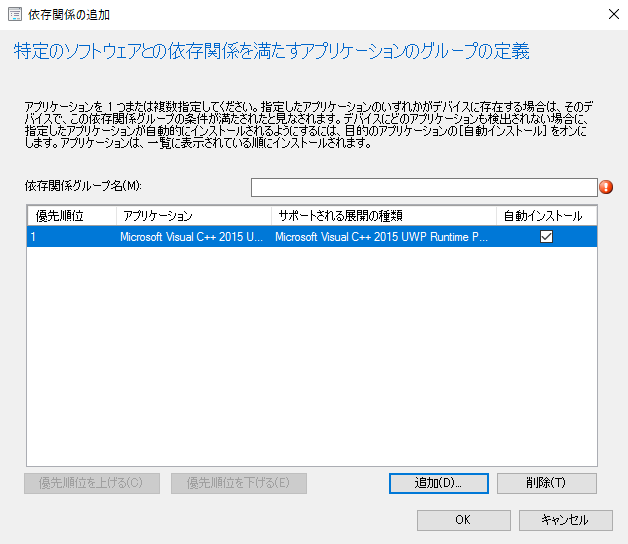 依存関係の追加
特定のソフトウェアとの依存関係を満たすアプリケーションのグループの定義
アプリケーションを 1 つまたは複数指定してください。指定したアプリケーションのいずれかがデバイスに存在する場合は、そのデ
バイスで、この依存関係グループの条件が満たされたと見なされます。デバイスにどのアプリケーションも検出されない場合に、
指定したアプリケーションが自動的にインストールされるようにするには、目的のアプリケーションの [自動インストール] をオンに
します。アプリケーションは、一覧に表示されている順にインストールされます。
依存関係グループ名(M):
優先順位 アプリケーション サポートされる展開の種類 自動インストール
1 Microsoft Visual C++ 2015 U... Microsoft Visual C++ 2015 UWP Runtime P...
優先順位を上げる(C) 優先順位を下げる(E) 追加(D)... 削除(T)
OK キャンセル